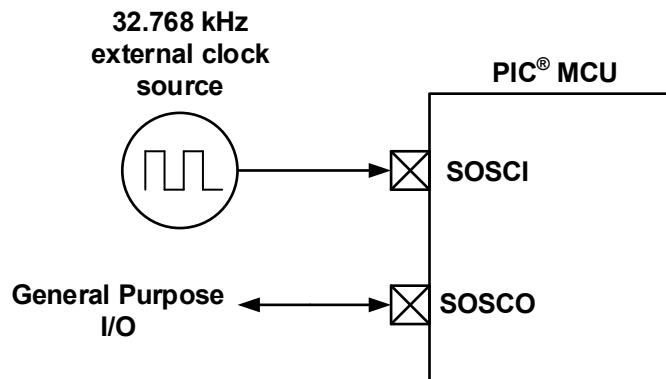 32.768 kHz
external clock
source
PIC® MCU
SOSCI
General Purpose
I/O
SOSCO